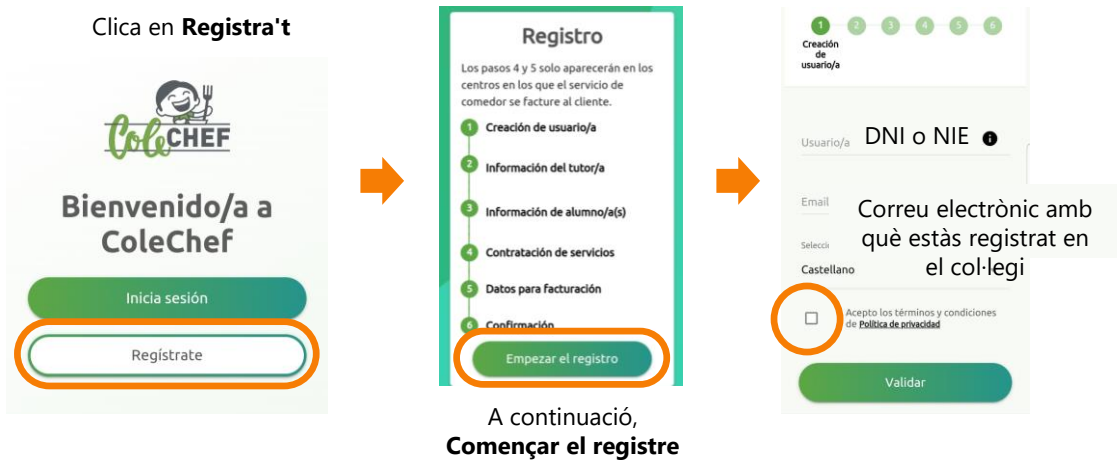 Clica en Registra't
ColeCHEF
Bienvenido/a a
ColeChef
Inicia sesión
Regístrate
Registro
Los pasos 4 y 5 solo aparecerán en los
centros en los que el servicio de
comedor se facture al cliente.
1 Creación de usuario/a
2 Información del tutor/a
3 Información de alumno/a(s)
4 Contratación de servicios
5 Datos para facturación
6 Confirmación
Empezar el registro
A continuació,
Començar el registre
1 2 3 4 5 6
Creación
de
usuario/a
Usuario/a DNI o NIE i
Email
Correu electrònic amb
què estàs registrat en
el col·legi
Selecci
Castellano
Acepto los términos y condiciones
de Política de privacidad
Validar